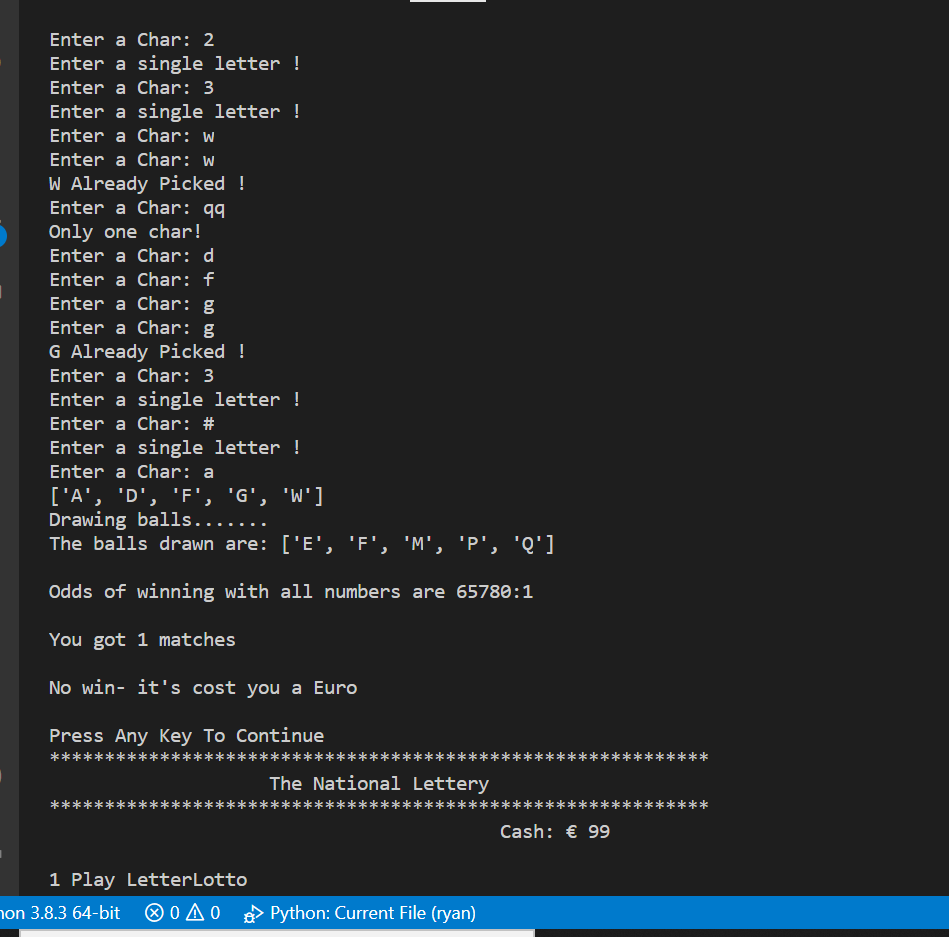 Enter a Char: 2
Enter a single letter !
Enter a Char: 3
Enter a single letter !
Enter a Char: w
Enter a Char: w
W Already Picked !
Enter a Char: qq
Only one char!
Enter a Char: d
Enter a Char: f
Enter a Char: g
Enter a Char: g
G Already Picked !
Enter a Char: 3
Enter a single letter !
Enter a Char: #
Enter a single letter !
Enter a Char: a
['A', 'D', 'F', 'G', 'W']
Drawing balls.......
The balls drawn are: ['E', 'F', 'M', 'P', 'Q']
Odds of winning with all numbers are 65780:1
You got 1 matches
No win- it's cost you a Euro
Press Any Key To Continue
************************************************************
The National Lettery
************************************************************
Cash: € 99
1 Play LetterLotto
hon 3.8.3 64-bit 0 0 Python: Current File (ryan)